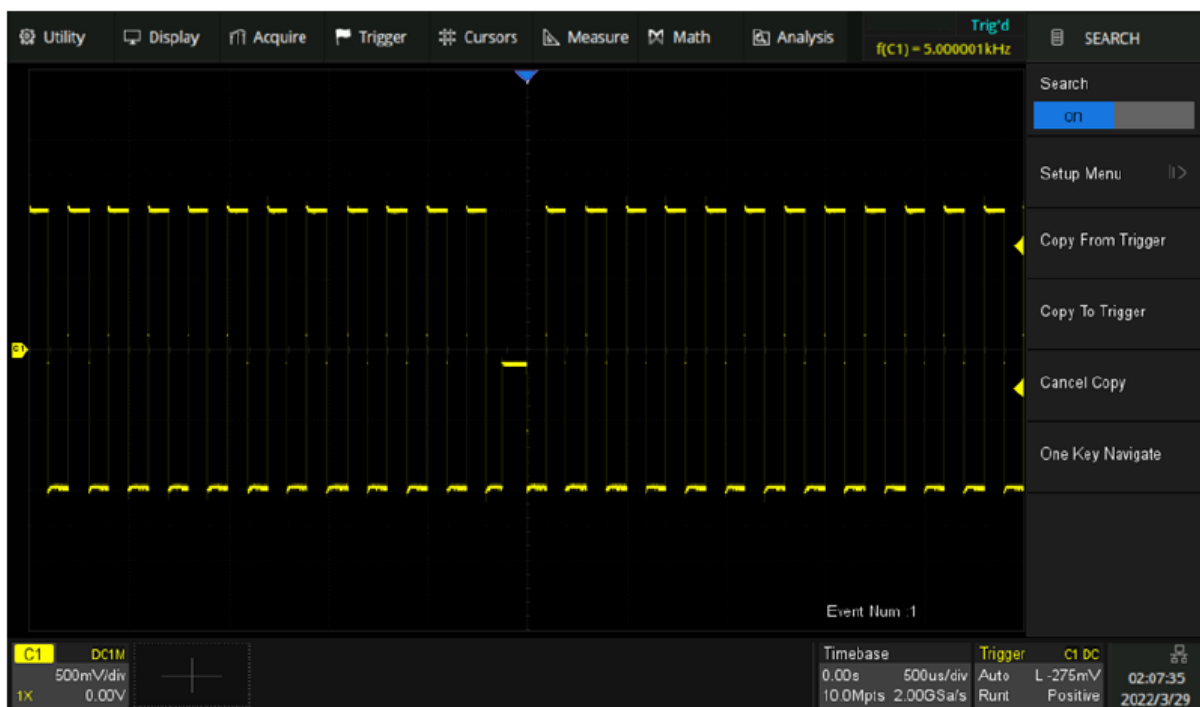 Utility Display Acquire Trigger Cursors Measure Math Analysis
Trig'd
f(C1) = 5.000001kHz
SEARCH
Search
on
Setup Menu
Copy From Trigger
Copy To Trigger
Cancel Copy
One Key Navigate
C1
Event Num :1
C1 DC1M
500mV/div
1X 0.00V
Timebase
0.00s 500us/div
10.0Mpts 2.00GSa/s
Trigger C1 DC
Auto L -275mV
Runt Positive
02:07:35
2022/3/29